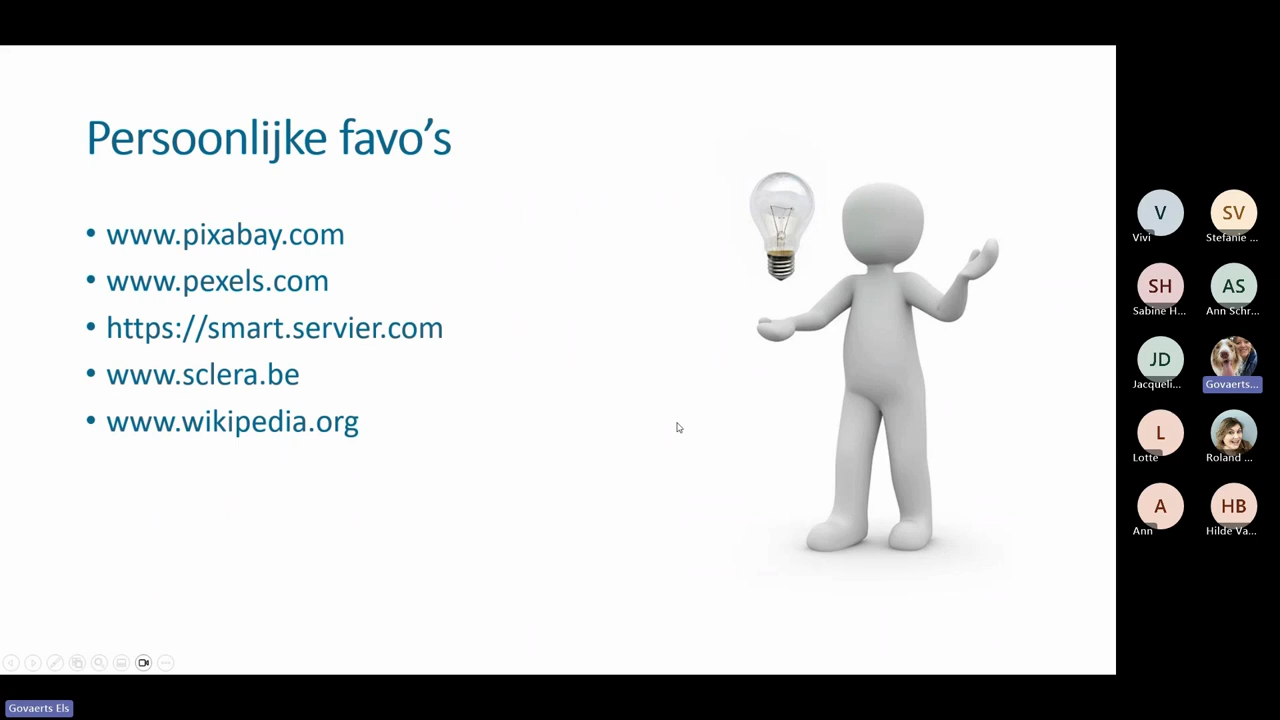 Persoonlijke favo's
• www.pixabay.com
• www.pexels.com
• https://smart.servier.com
• www.sclera.be
• www.wikipedia.org
V
Vivi
SV
Stefanie ...
SH
Sabine H...
AS
Ann Schr...
JD
Jacqueli...
Govaerts...
L
Lotte
Roland ...
A
Ann
HB
Hilde Va...
Govaerts Els